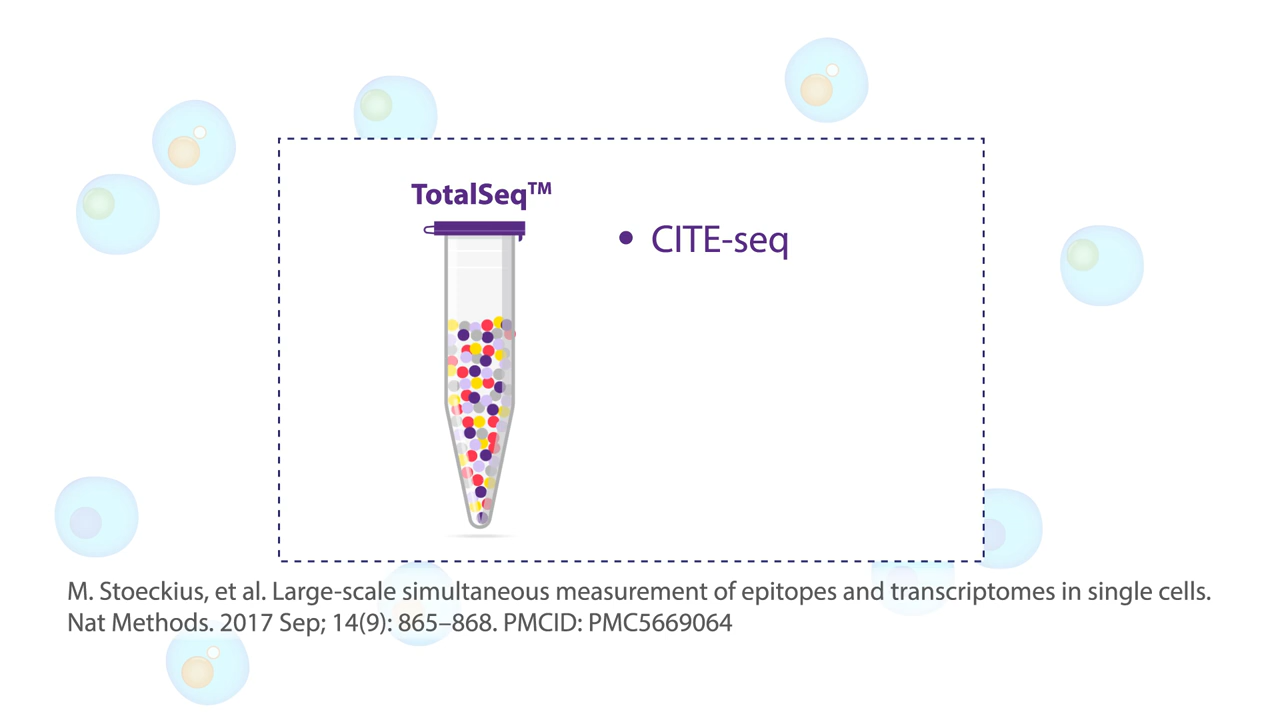 TotalSeq™
• CITE-seq
M. Stoeckius, et al. Large-scale simultaneous measurement of epitopes and transcriptomes in single cells.
Nat Methods. 2017 Sep; 14(9): 865–868. PMCID: PMC5669064